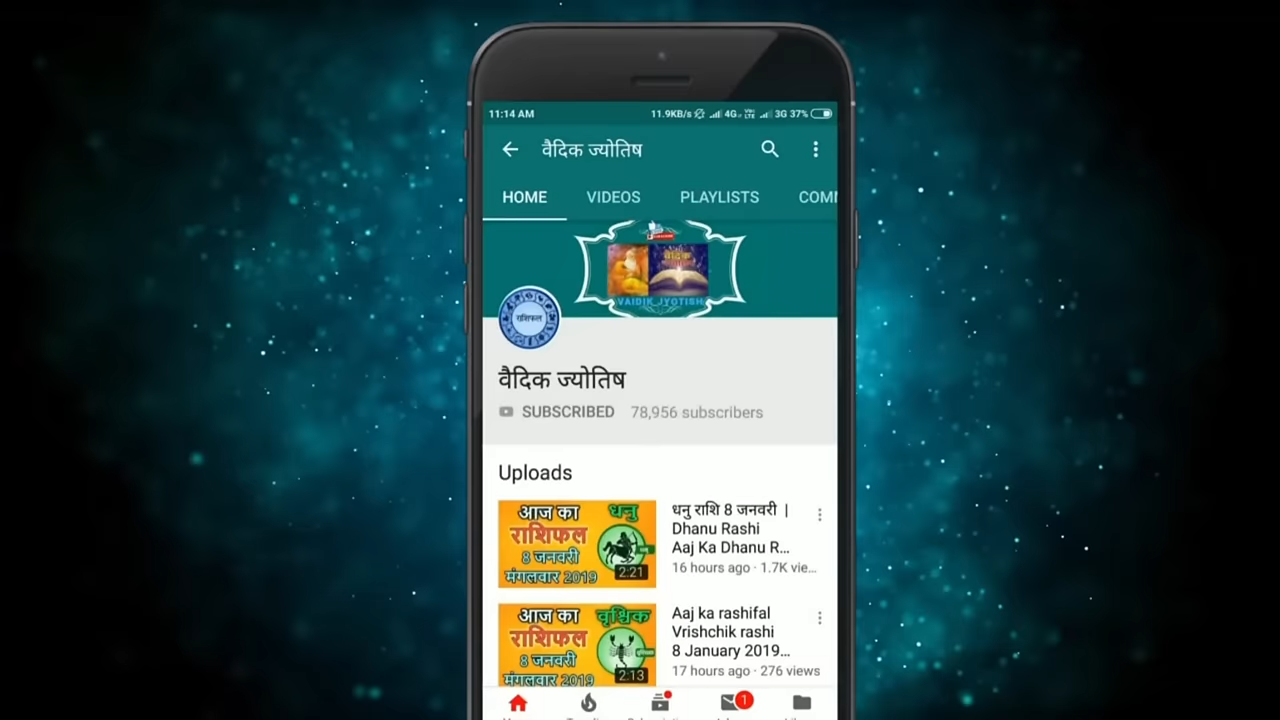 11:14 AM
11.9KB/s 4G VoLTE 3G 37%
वैदिक ज्योतिष
HOME VIDEOS PLAYLISTS COMM
वैदिक
VAIDIK JYOTISH
राशिफल
वैदिक ज्योतिष
SUBSCRIBED 78,956 subscribers
Uploads
आज का धनु
राशिफल
8 जनवरी
मंगलवार 2019
2:21
धनु राशि 8 जनवरी |
Dhanu Rashi
Aaj Ka Dhanu R...
16 hours ago · 1.7K vie...
आज का वृश्चिक
राशिफल
8 जनवरी
मंगलवार 2019
2:13
Aaj ka rashifal
Vrishchik rashi
8 January 2019...
17 hours ago · 276 views
1